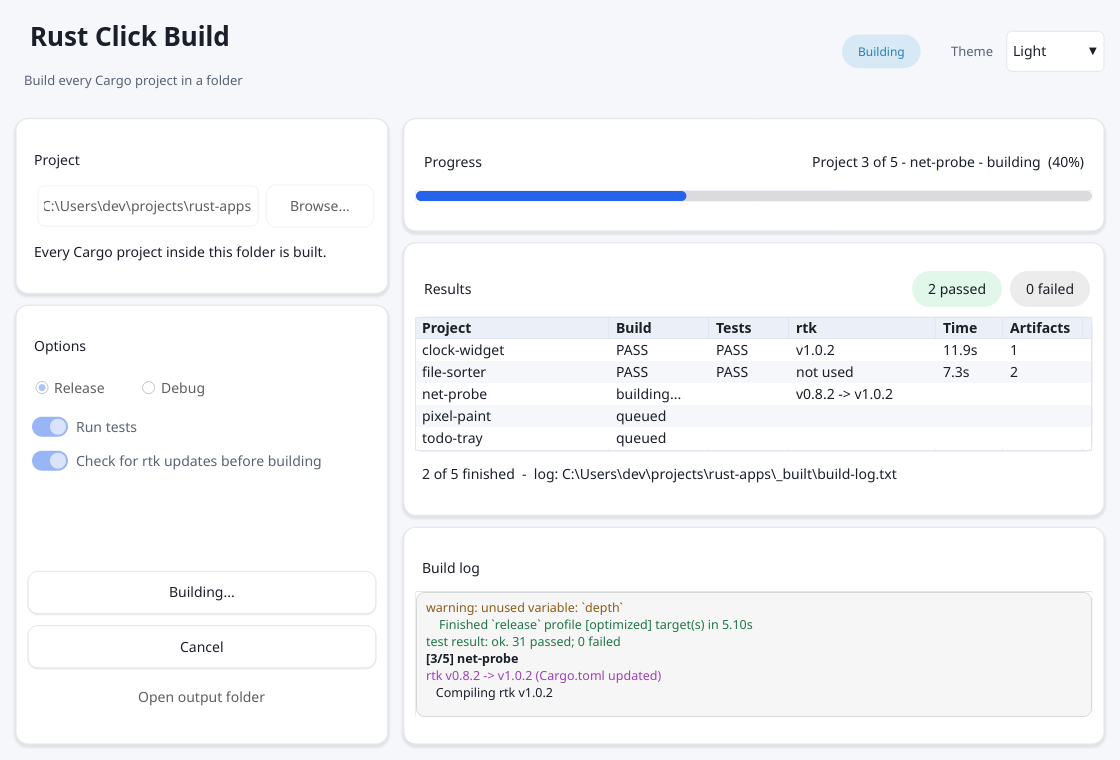 Rust Click Build
Build every Cargo project in a folder
Building
Theme
Light
Project
C:\Users\dev\projects\rust-apps
Browse...
Every Cargo project inside this folder is built.
Options
Release
Debug
Run tests
Check for rtk updates before building
Building...
Cancel
Open output folder
Progress
Project 3 of 5 - net-probe - building (40%)
Results
2 passed
0 failed
Project Build Tests rtk Time Artifacts
clock-widget PASS PASS v1.0.2 11.9s 1
file-sorter PASS PASS not used 7.3s 2
net-probe building... v0.8.2 -> v1.0.2
pixel-paint queued
todo-tray queued
2 of 5 finished - log: C:\Users\dev\projects\rust-apps\_built\build-log.txt
Build log
warning: unused variable: `depth`
Finished `release` profile [optimized] target(s) in 5.10s
test result: ok. 31 passed; 0 failed
[3/5] net-probe
rtk v0.8.2 -> v1.0.2 (Cargo.toml updated)
Compiling rtk v1.0.2